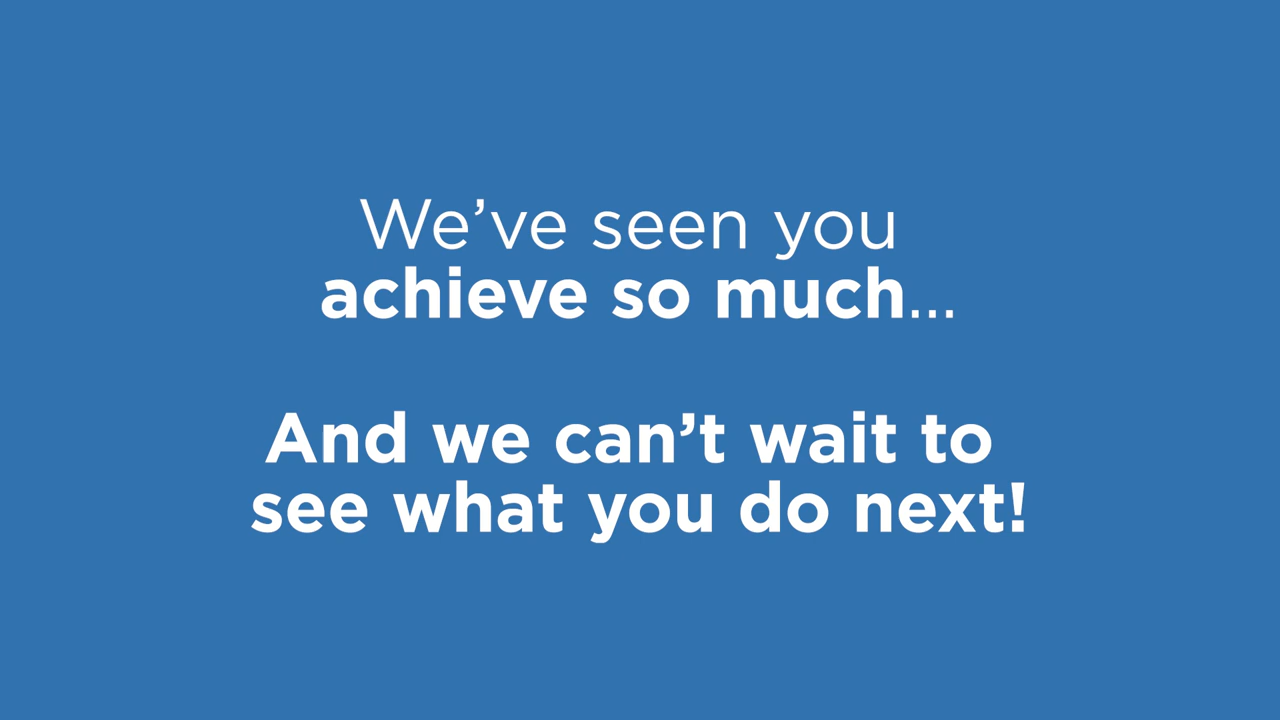 We’ve seen you
achieve so much...
And we can’t wait to
see what you do next!